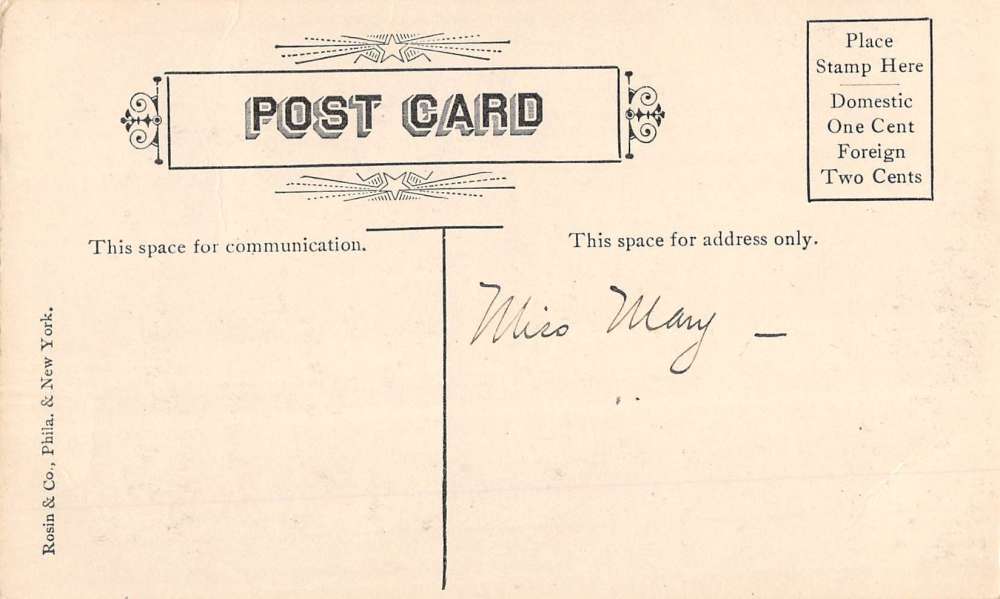 POST CARD
Place
Stamp Here
Domestic
One Cent
Foreign
Two Cents
This space for communication.
This space for address only.
Miss Mary —
Rosin & Co., Phila. & New York.